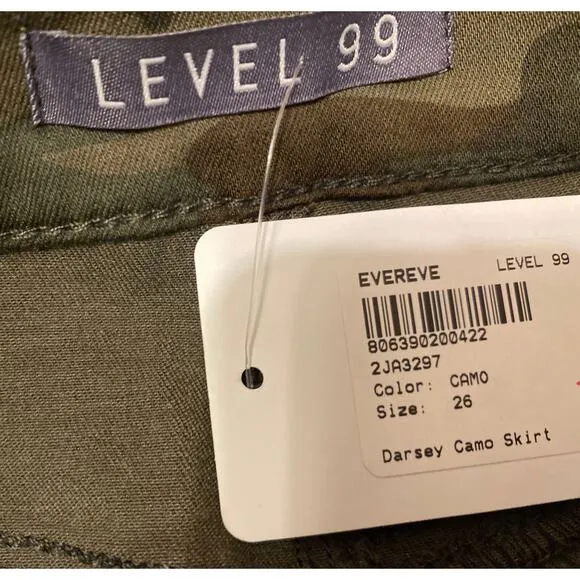 LEVEL 99
EVEREVE LEVEL 99
806390200422
2JA3297
Color: CAMO
Size: 26
Darsey Camo Skirt